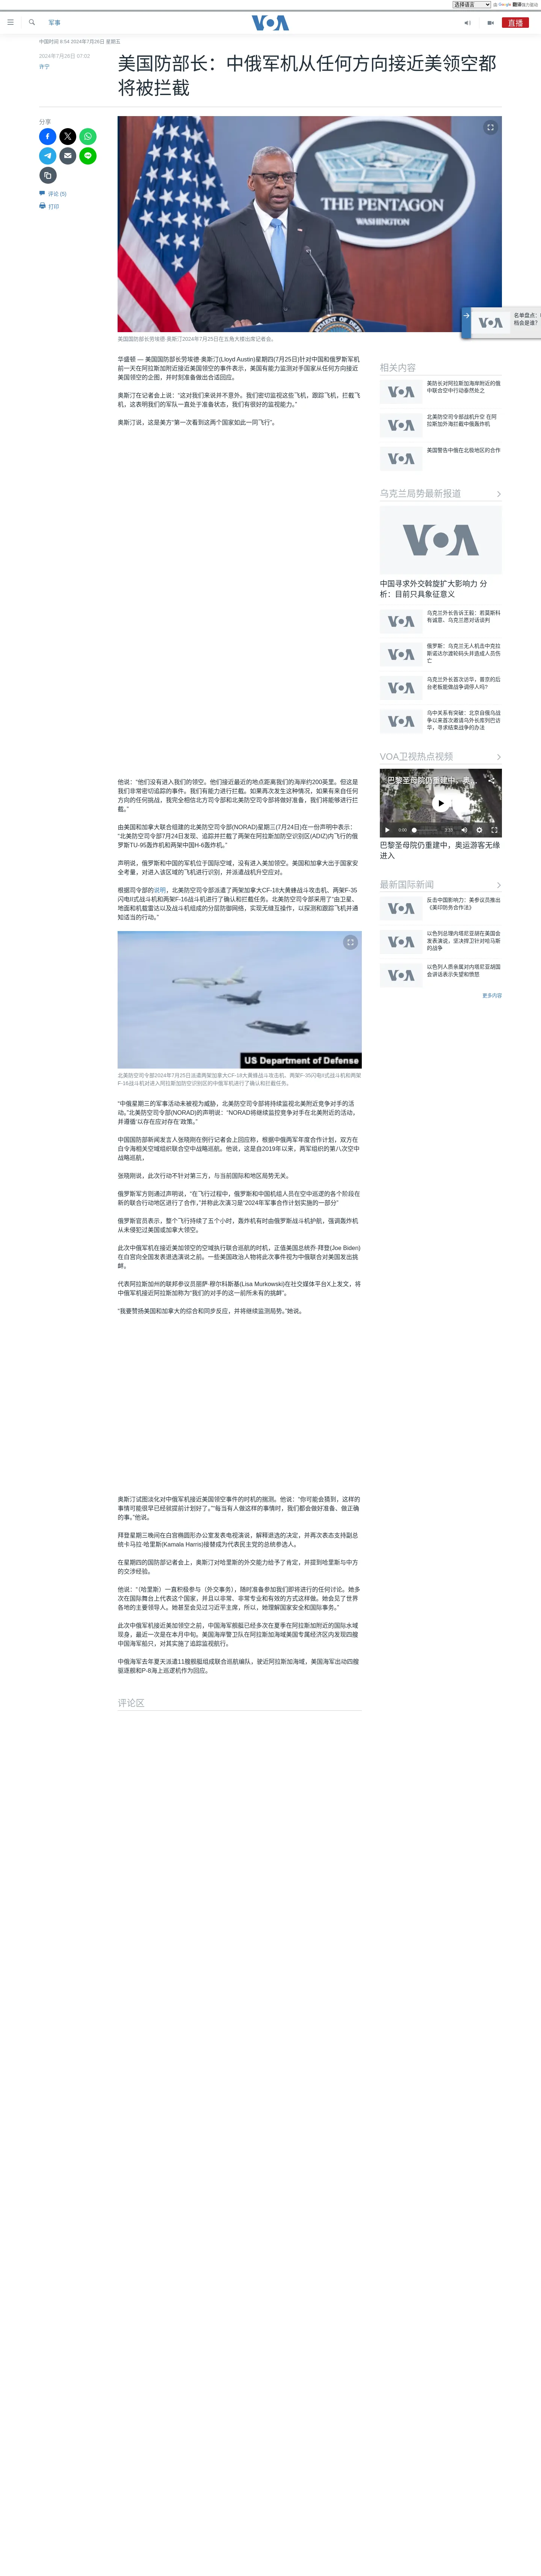 选择语言
由 Google 翻译强力驱动
军事
VOA
直播
中国时间 8:54 2024年7月26日 星期五
美国防部长：中俄军机从任何方向接近美领空都
将被拦截
2024年7月26日 07:02
许宁
分享
评论 (5)
打印
THE PENTAGON
WASHINGTON
美国国防部长劳埃德·奥斯汀2024年7月25日在五角大楼出席记者会。
VOA
名单盘点：
档会是谁?
华盛顿 — 美国国防部长劳埃德·奥斯汀(Lloyd Austin)星期四(7月25日)针对中国和俄罗斯军机
前一天在阿拉斯加附近接近美国领空的事件表示，美国有能力监测对手国家从任何方向接近
美国领空的企图，并时刻准备做出合适回应。
奥斯汀在记者会上说：“这对我们来说并不意外。我们密切监视这些飞机，跟踪飞机，拦截飞
机，这表明我们的军队一直处于准备状态，我们有很好的监视能力。”
奥斯汀说，这是美方“第一次看到这两个国家如此一同飞行”。
相关内容
VOA
美防长对阿拉斯加海岸附近的俄
中联合空中行动泰然处之
VOA
北美防空司令部战机升空 在阿
拉斯加外海拦截中俄轰炸机
VOA
美国警告中俄在北极地区的合作
乌克兰局势最新报道
VOA
中国寻求外交斡旋扩大影响力 分
析：目前只具象征意义
VOA
乌克兰外长告诉王毅：若莫斯科
有诚意，乌克兰愿对话谈判
VOA
俄罗斯：乌克兰无人机击中克拉
斯诺达尔渡轮码头并造成人员伤
亡
VOA
乌克兰外长首次访华，普京的后
台老板能做战争调停人吗?
VOA
乌中关系有突破：北京自俄乌战
争以来首次邀请乌外长库列巴访
华，寻求结束战争的办法
VOA卫视热点视频
巴黎圣母院仍重建中，奥
0:00
巴黎圣母院仍重建中，奥运游客无缘
进入
最新国际新闻
VOA
反击中国影响力：美参议员推出
《美印防务合作法》
VOA
以色列总理内塔尼亚胡在美国会
发表演说，坚决捍卫针对哈马斯
的战争
VOA
以色列人质亲属对内塔尼亚胡国
会讲话表示失望和愤怒
更多内容
他说：“他们没有进入我们的领空。他们接近最近的地点距离我们的海岸约200英里。但这是
我们非常密切追踪的事件。我们有能力进行拦截。如果再次发生这种情况，如果有来自任何
方向的任何挑战，我完全相信北方司令部和北美防空司令部将做好准备，我们将能够进行拦
截。”
由美国和加拿大联合组建的北美防空司令部(NORAD)星期三(7月24日)在一份声明中表示：
“北美防空司令部7月24日发现、追踪并拦截了两架在阿拉斯加防空识别区(ADIZ)内飞行的俄
罗斯TU-95轰炸机和两架中国H-6轰炸机。”
声明说，俄罗斯和中国的军机位于国际空域，没有进入美加领空。美国和加拿大出于国家安
全考量，对进入该区域的飞机进行识别，并派遣战机升空应对。
根据司令部的说明，北美防空司令部派遣了两架加拿大CF-18大黄蜂战斗攻击机、两架F-35
闪电II式战斗机和两架F-16战斗机进行了确认和拦截任务。北美防空司令部采用了“由卫星、
地面和机载雷达以及战斗机组成的分层防御网络，实现无缝互操作，以探测和跟踪飞机并通
知适当的行动。”
US Department of Defense
北美防空司令部2024年7月25日派遣两架加拿大CF-18大黄蜂战斗攻击机、两架F-35闪电II式战斗机和两架
F-16战斗机对进入阿拉斯加防空识别区的中俄军机进行了确认和拦截任务。
“中俄星期三的军事活动未被视为威胁，北美防空司令部将持续监视北美附近竞争对手的活
动。”北美防空司令部(NORAD)的声明说：“NORAD将继续监控竞争对手在北美附近的活动，
并遵循‘以存在应对存在’政策。”
中国国防部新闻发言人张晓刚在例行记者会上回应称，根据中俄两军年度合作计划，双方在
白令海相关空域组织联合空中战略巡航。他说，这是自2019年以来，两军组织的第八次空中
战略巡航。
张晓刚说，此次行动不针对第三方，与当前国际和地区局势无关。
俄罗斯军方则通过声明说，“在飞行过程中，俄罗斯和中国机组人员在空中巡逻的各个阶段在
新的联合行动地区进行了合作，”并称此次演习是“2024年军事合作计划实施的一部分”
俄罗斯官员表示，整个飞行持续了五个小时，轰炸机有时由俄罗斯战斗机护航，强调轰炸机
从未侵犯过美国或加拿大领空。
此次中俄军机在接近美加领空的空域执行联合巡航的时机，正值美国总统乔·拜登(Joe Biden)
在白宫向全国发表退选演说之前。一些美国政治人物将此次事件视为中俄联合对美国发出挑
衅。
代表阿拉斯加州的联邦参议员丽萨·穆尔科斯基(Lisa Murkowski)在社交媒体平台X上发文，将
中俄军机接近阿拉斯加称为“我们的对手的这一前所未有的挑衅”。
“我要赞扬美国和加拿大的综合和同步反应，并将继续监测局势。”她说。
奥斯汀试图淡化对中俄军机接近美国领空事件的时机的揣测。他说：“你可能会猜到，这样的
事情可能很早已经就提前计划好了，”“每当有人做这样的事情时，我们都会做好准备、做正确
的事。”他说。
拜登星期三晚间在白宫椭圆形办公室发表电视演说，解释退选的决定，并再次表态支持副总
统卡马拉·哈里斯(Kamala Harris)接替成为代表民主党的总统参选人。
在星期四的国防部记者会上，奥斯汀对哈里斯的外交能力给予了肯定，并提到哈里斯与中方
的交涉经验。
他说：“（哈里斯）一直积极参与（外交事务），随时准备参加我们即将进行的任何讨论。她多
次在国际舞台上代表这个国家，并且以非常、非常专业和有效的方式这样做。她会见了世界
各地的主要领导人。她甚至会见过习近平主席，所以，她理解国家安全和国际事务。”
此次中俄军机接近美加领空之前，中国海军舰艇已经多次在夏季在阿拉斯加附近的国际水域
现身，最近一次是在本月中旬。美国海岸警卫队在阿拉斯加海域美国专属经济区内发现四艘
中国海军船只，对其实施了追踪监视航行。
中俄海军去年夏天派遣11艘舰艇组成联合巡航编队，驶近阿拉斯加海域，美国海军出动四艘
驱逐舰和P-8海上巡逻机作为回应。
评论区